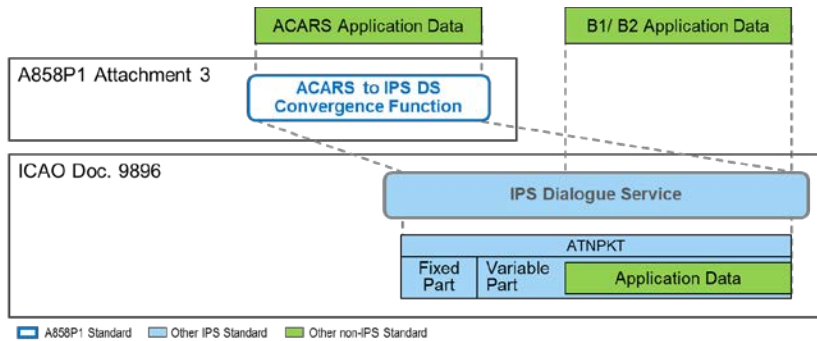 ACARS Application Data
B1/ B2 Application Data
A858P1 Attachment 3
ACARS to IPS DS
Convergence Function
ICAO Doc. 9896
IPS Dialogue Service
ATNPKT
Fixed
Part
Variable
Part
Application Data
A858P1 Standard
Other IPS Standard
Other non-IPS Standard